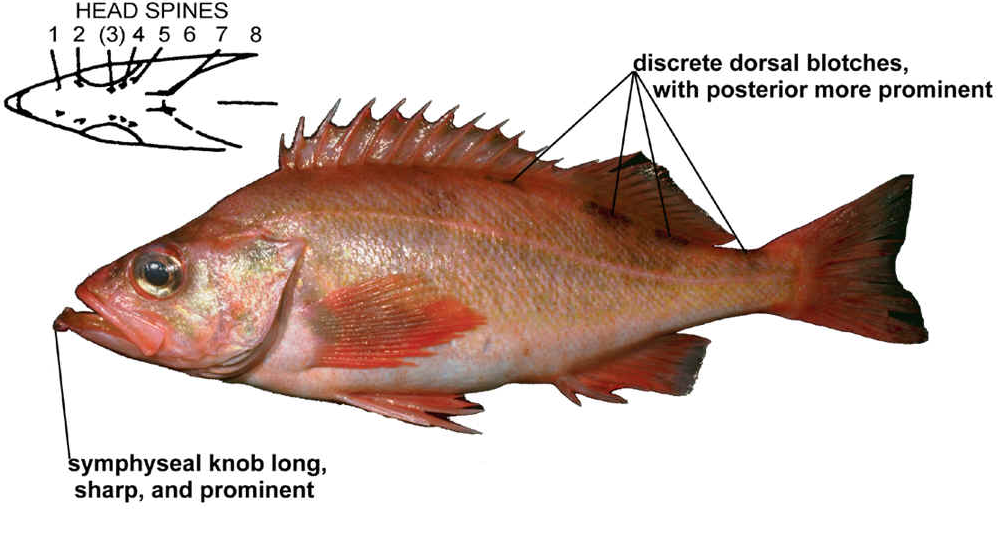 HEAD SPINES
1 2 (3) 4 5 6 7 8
discrete dorsal blotches,
with posterior more prominent
symphyseal knob long,
sharp, and prominent